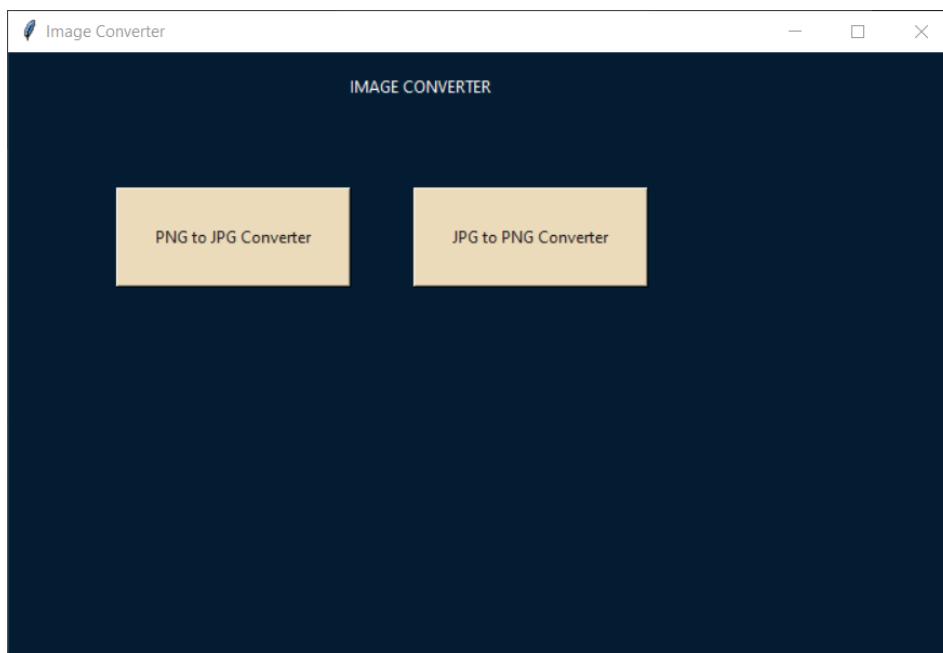 Image Converter
IMAGE CONVERTER
PNG to JPG Converter
JPG to PNG Converter